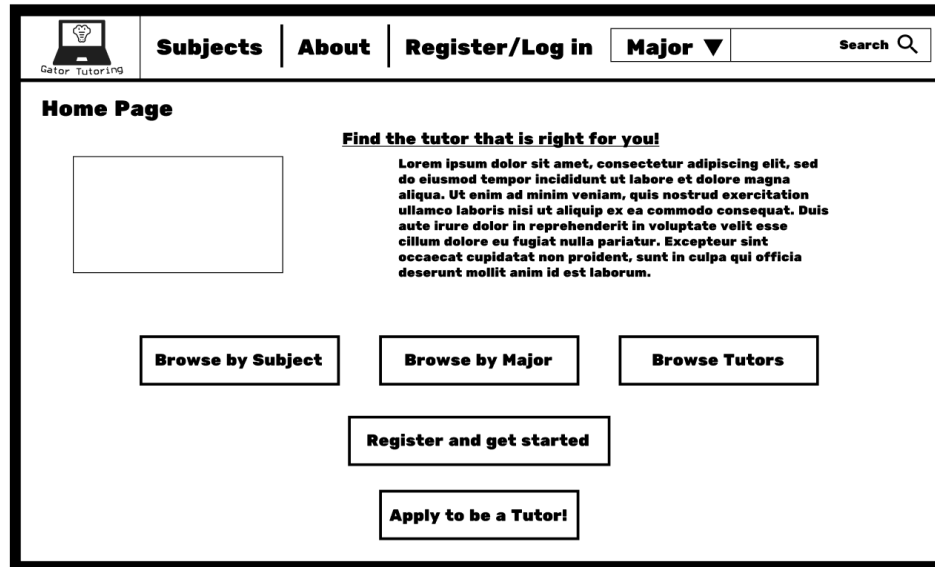 Gator Tutoring
Subjects
About
Register/Log in
Major ▼
Search
Home Page
Find the tutor that is right for you!
Lorem ipsum dolor sit amet, consectetur adipiscing elit, sed
do eiusmod tempor incididunt ut labore et dolore magna
aliqua. Ut enim ad minim veniam, quis nostrud exercitation
ullamco laboris nisi ut aliquip ex ea commodo consequat. Duis
aute irure dolor in reprehenderit in voluptate velit esse
cillum dolore eu fugiat nulla pariatur. Excepteur sint
occaecat cupidatat non proident, sunt in culpa qui officia
deserunt mollit anim id est laborum.
Browse by Subject
Browse by Major
Browse Tutors
Register and get started
Apply to be a Tutor!